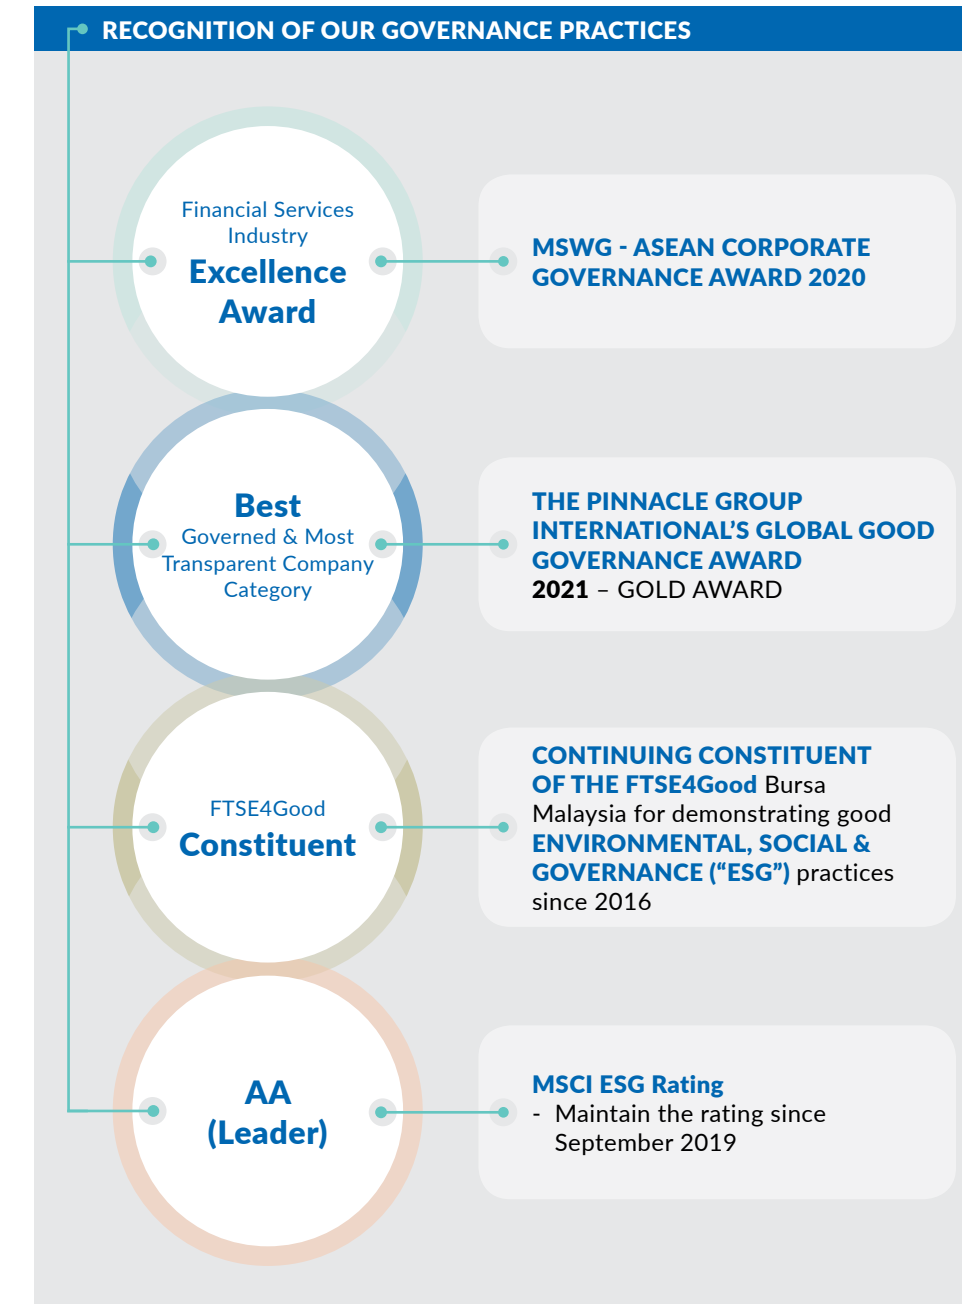 RECOGNITION OF OUR GOVERNANCE PRACTICES
Financial Services
Industry
Excellence
Award
MSWG - ASEAN CORPORATE
GOVERNANCE AWARD 2020
Best
Governed & Most
Transparent Company
Category
THE PINNACLE GROUP
INTERNATIONAL’S GLOBAL GOOD
GOVERNANCE AWARD
2021 – GOLD AWARD
FTSE4Good
Constituent
CONTINUING CONSTITUENT
OF THE FTSE4Good Bursa
Malaysia for demonstrating good
ENVIRONMENTAL, SOCIAL &
GOVERNANCE (“ESG”) practices
since 2016
AA
(Leader)
MSCI ESG Rating
- Maintain the rating since
September 2019